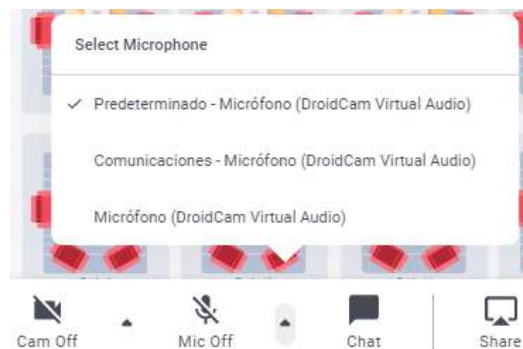 Select Microphone
Predeterminado - Micrófono (DroidCam Virtual Audio)
Comunicaciones - Micrófono (DroidCam Virtual Audio)
Micrófono (DroidCam Virtual Audio)
Cam Off Mic Off Chat Share